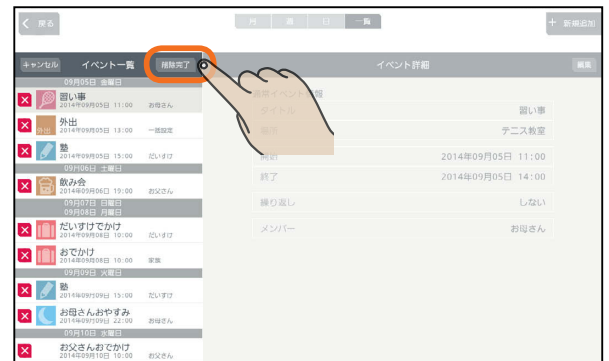 戻る
月 週 日 一覧
+ 新規追加
キャンセル イベント一覧 削除完了
イベント詳細 編集
09月05日 金曜日
習い事
2014年09月05日 11:00 お母さん
外出
外出 2014年09月05日 13:00 一括設定
塾
2014年09月05日 15:00 だいすけ
09月06日 土曜日
飲み会
2014年09月06日 19:00 お父さん
09月07日 日曜日
09月08日 月曜日
だいすけでかけ
2014年09月08日 10:00 だいすけ
おでかけ
2014年09月08日 16:00 家族
09月09日 火曜日
塾
2014年09月09日 15:00 だいすけ
お母さんおやすみ
2014年09月09日 22:00 お母さん
09月10日 水曜日
お父さんおでかけ
2014年09月10日 10:00 お父さん
イベント情報
タイトル 習い事
テニス教室
開始 2014年09月05日 11:00
終了 2014年09月05日 14:00
繰り返し しない
メンバー お母さん